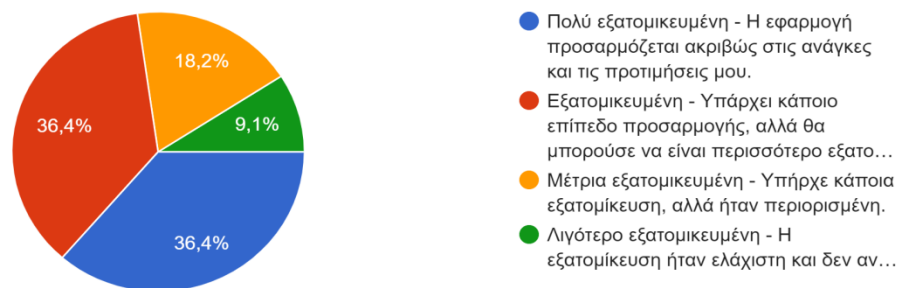 18,2%
36,4%
9,1%
36,4%
Πολύ εξατομικευμένη - Η εφαρμογή
προσαρμόζεται ακριβώς στις ανάγκες
και τις προτιμήσεις μου.
Εξατομικευμένη - Υπάρχει κάποιο
επίπεδο προσαρμογής, αλλά θα
μπορούσε να είναι περισσότερο εξατο…
Μέτρια εξατομικευμένη - Υπήρχε κάποια
εξατομίκευση, αλλά ήταν περιορισμένη.
Λιγότερο εξατομικευμένη - Η
εξατομίκευση ήταν ελάχιστη και δεν αν…